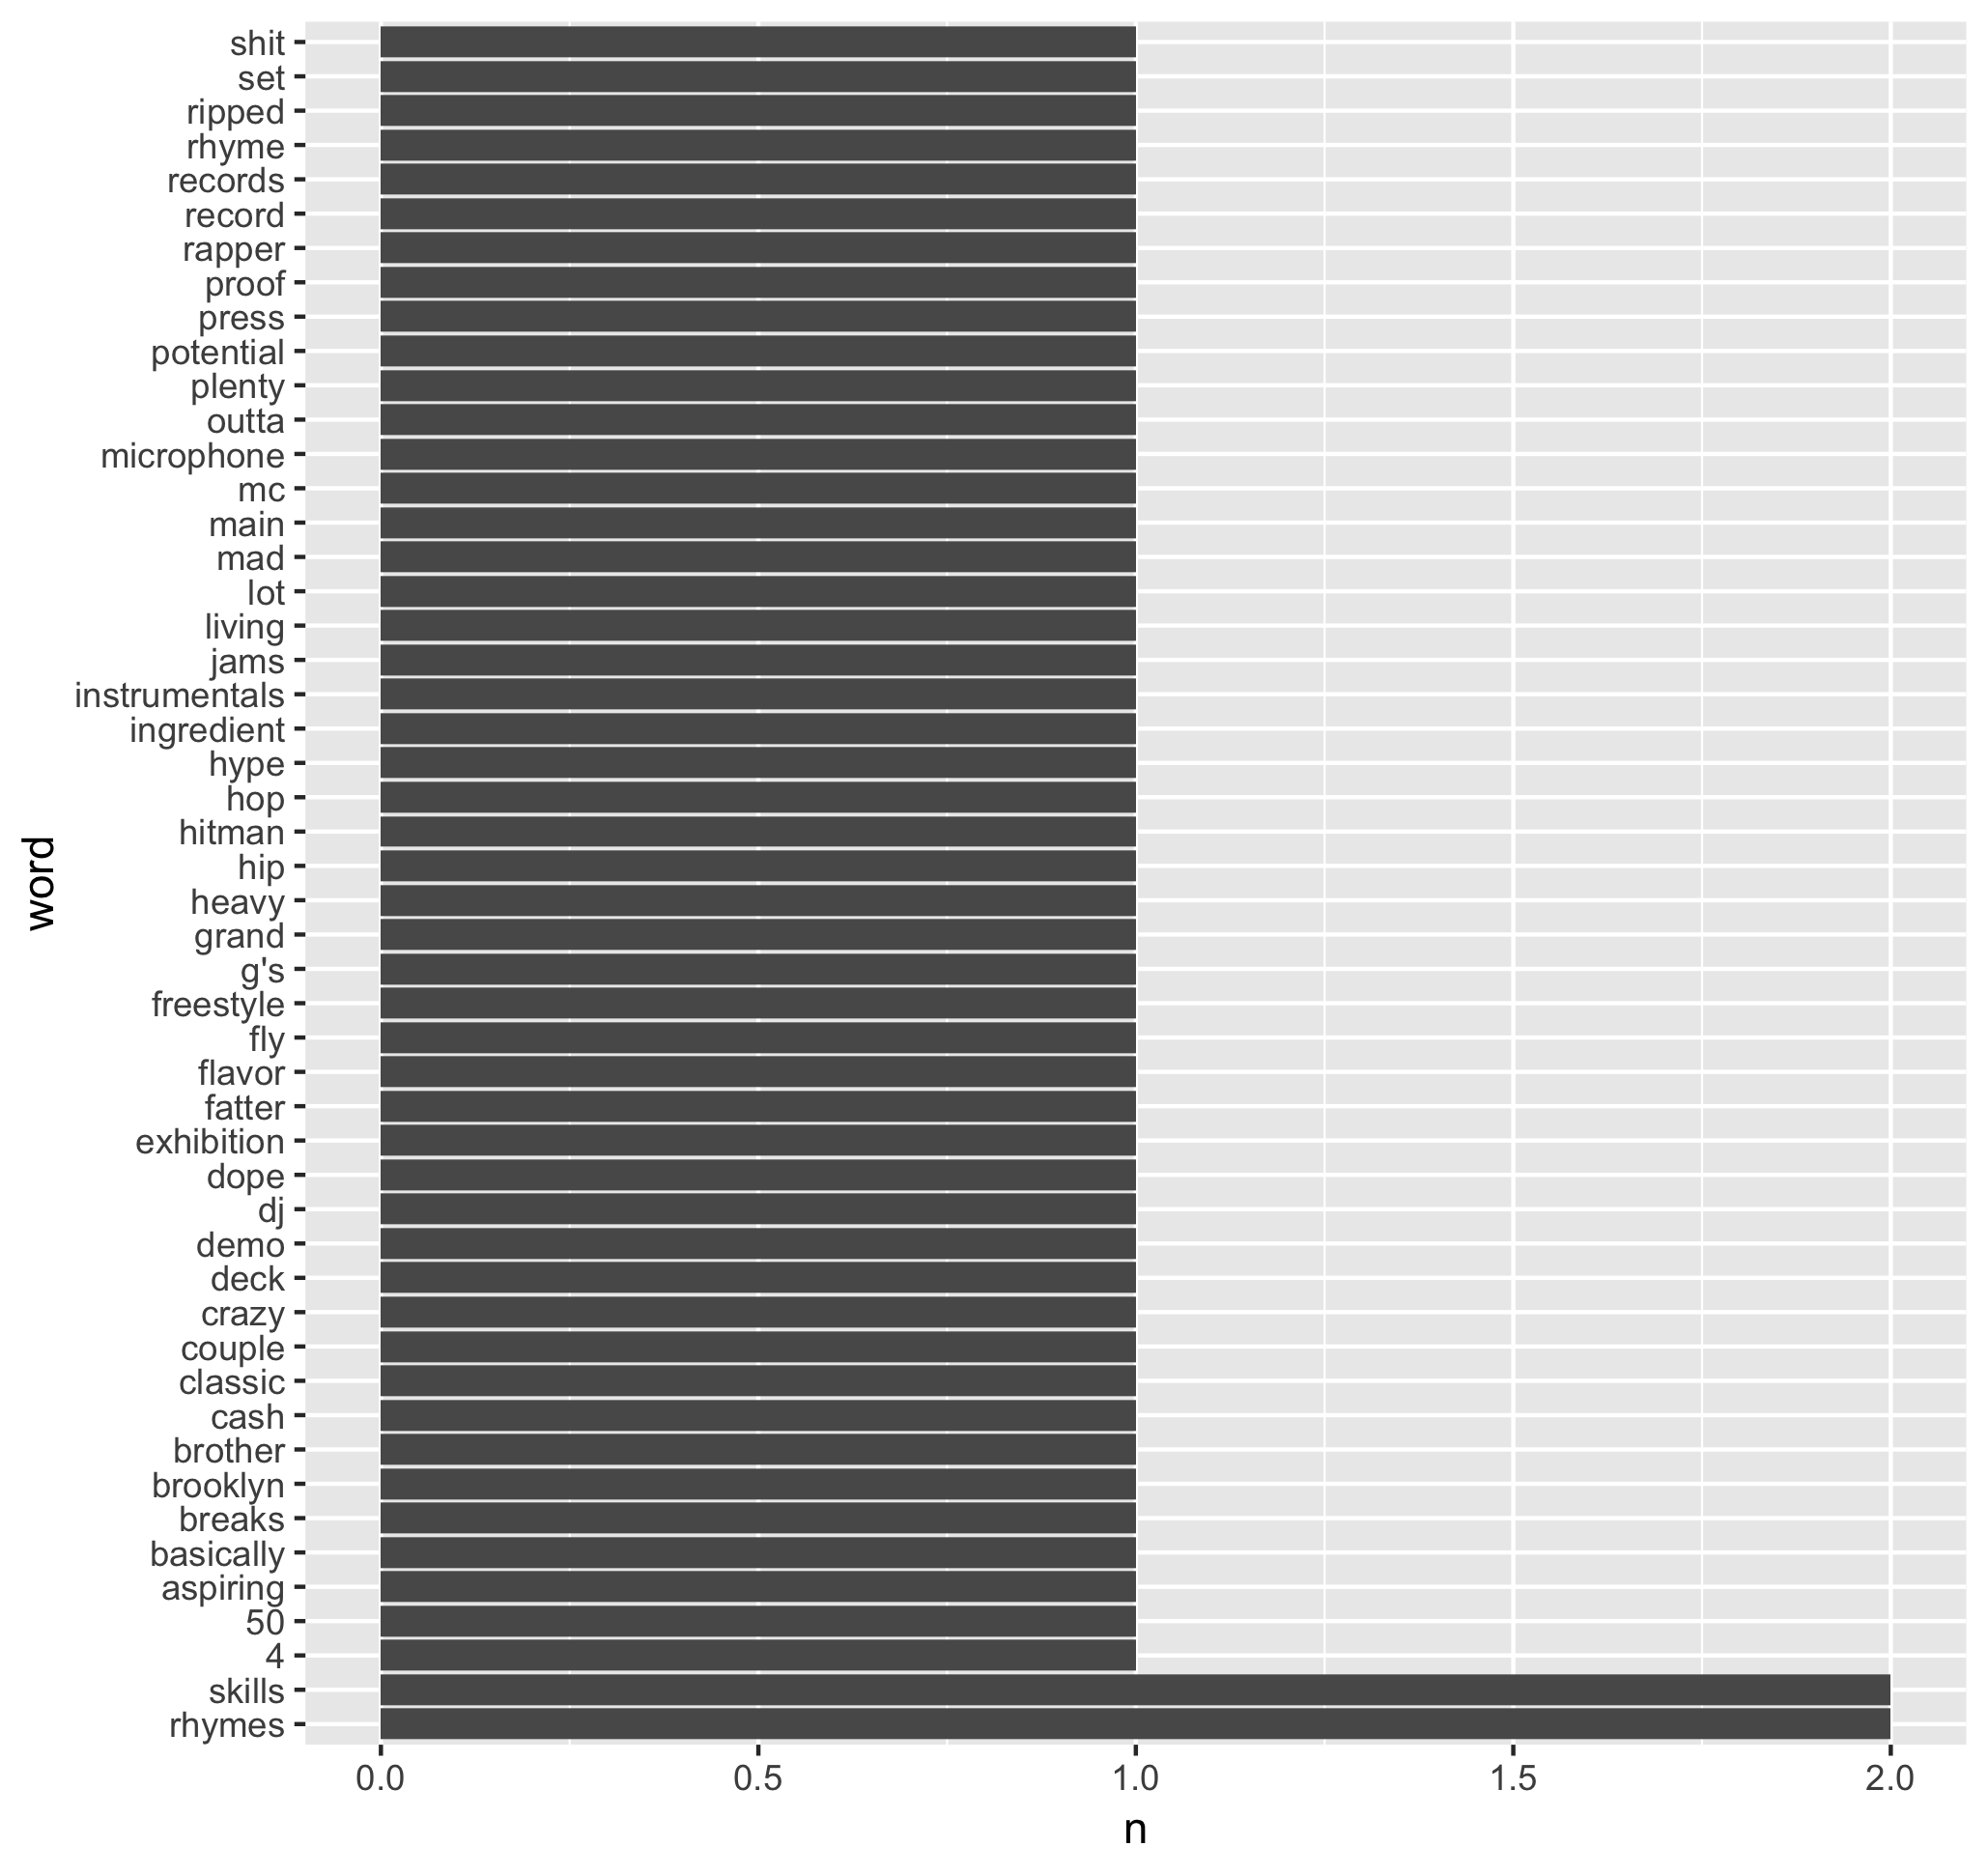 shit
set
ripped
rhyme
records
record
rapper
proof
press
potential
plenty
outta
microphone
mc
main
mad
lot
living
jams
instrumentals
ingredient
hype
hop
hitman
hip
heavy
grand
g's
freestyle
fly
flavor
fatter
exhibition
dope
dj
demo
deck
crazy
couple
classic
cash
brother
brooklyn
breaks
basically
aspiring
50
4
skills
rhymes
word
0.0 0.5 1.0 1.5 2.0
n